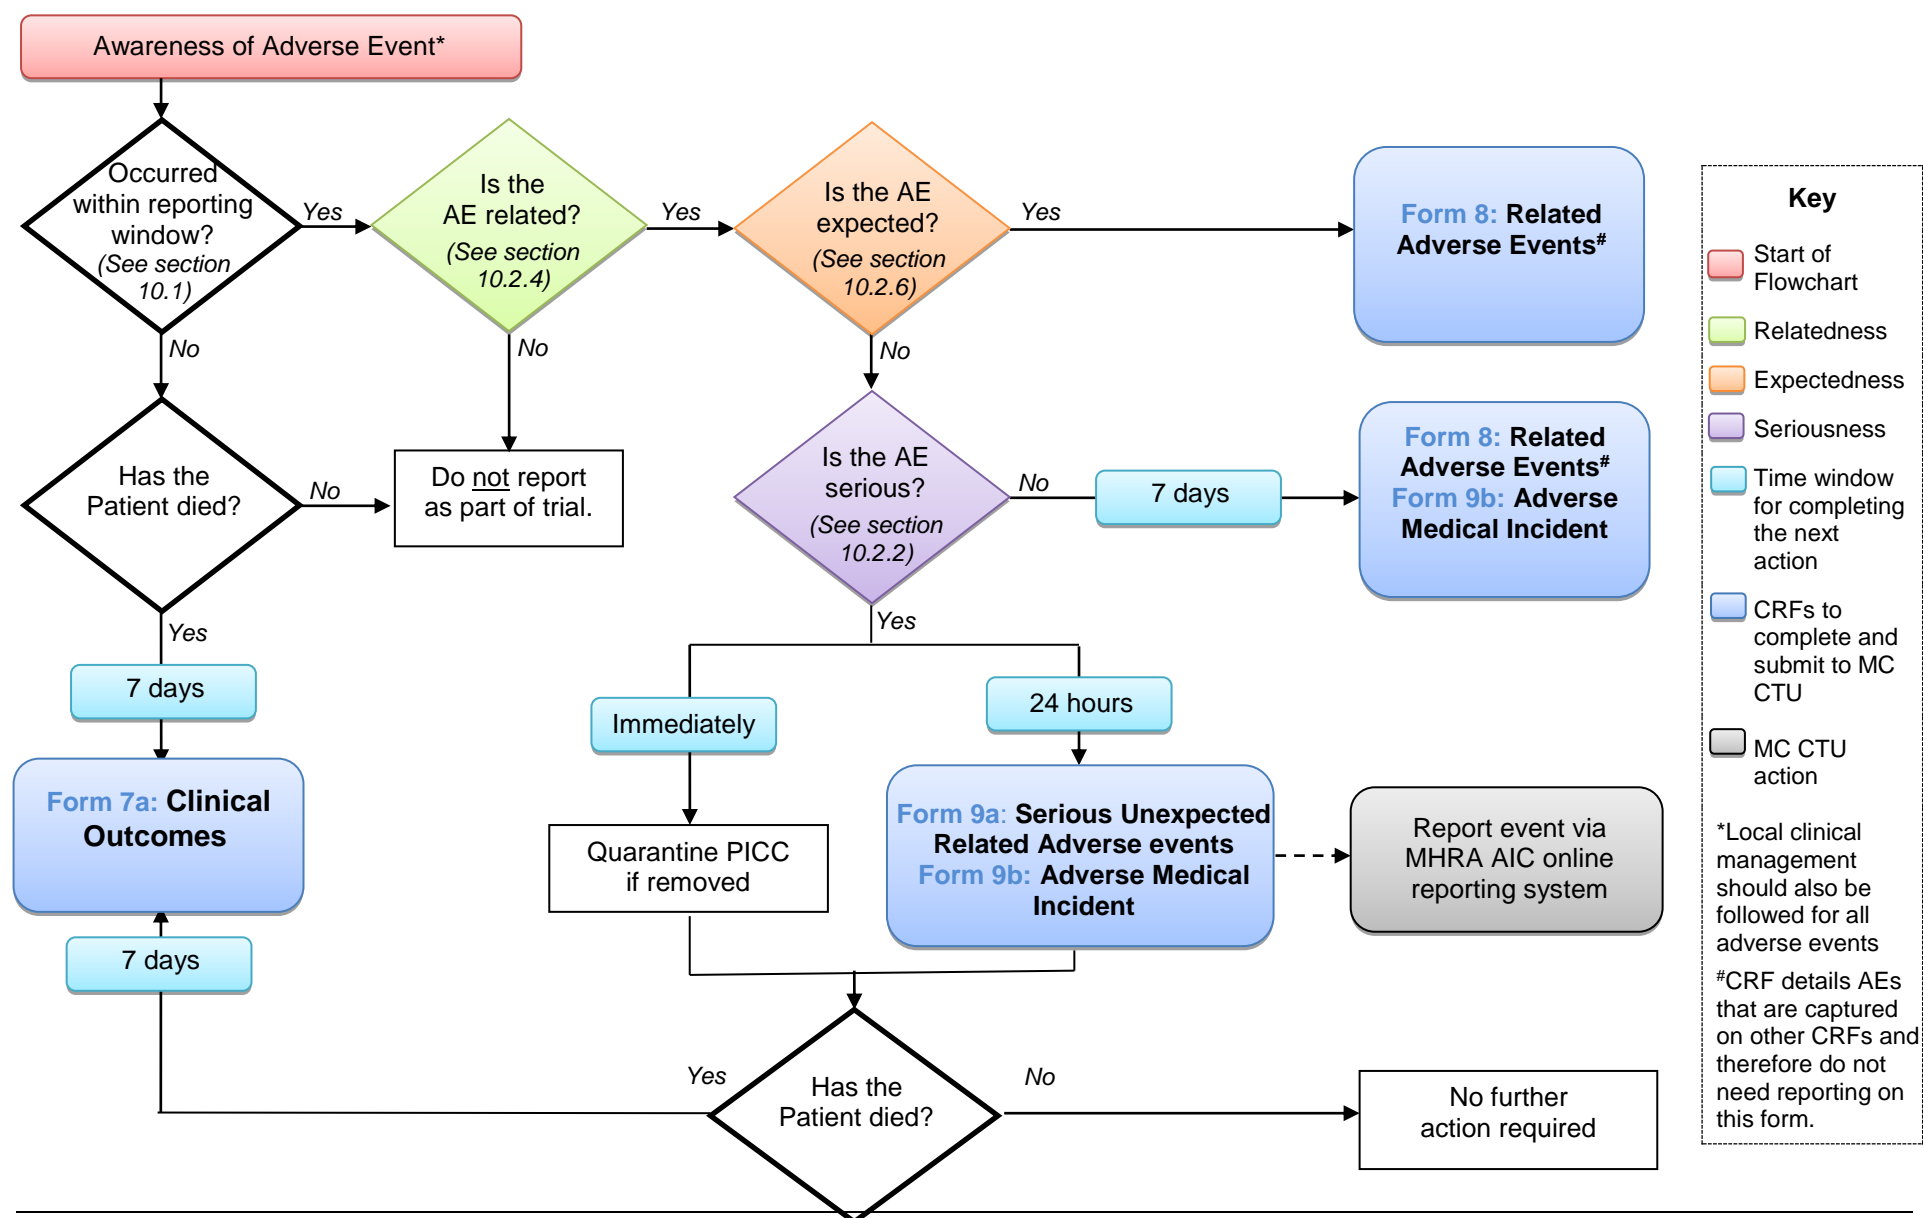 Awareness of Adverse Event*
Occurred
within reporting
window?
(See section
10.1)
Yes
Is the
AE related?
(See section
10.2.4)
Yes
Is the AE
expected?
(See section
10.2.6)
Yes
Form 8: Related
Adverse Events#
No
No
No
Has the
Patient died?
No
Do not report
as part of trial.
Is the AE
serious?
(See section
10.2.2)
No
7 days
Form 8: Related
Adverse Events#
Form 9b: Adverse
Medical Incident
Yes
Yes
7 days
Immediately
24 hours
Form 7a: Clinical
Outcomes
Quarantine PICC
if removed
Form 9a: Serious Unexpected
Related Adverse events
Form 9b: Adverse Medical
Incident
Report event via
MHRA AIC online
reporting system
7 days
Yes
Has the
Patient died?
No
No further
action required
Key
Start of
Flowchart
Relatedness
Expectedness
Seriousness
Time window
for completing
the next
action
CRFs to
complete and
submit to MC
CTU
MC CTU
action
*Local clinical
management
should also be
followed for all
adverse events
#CRF details AEs
that are captured
on other CRFs and
therefore do not
need reporting on
this form.